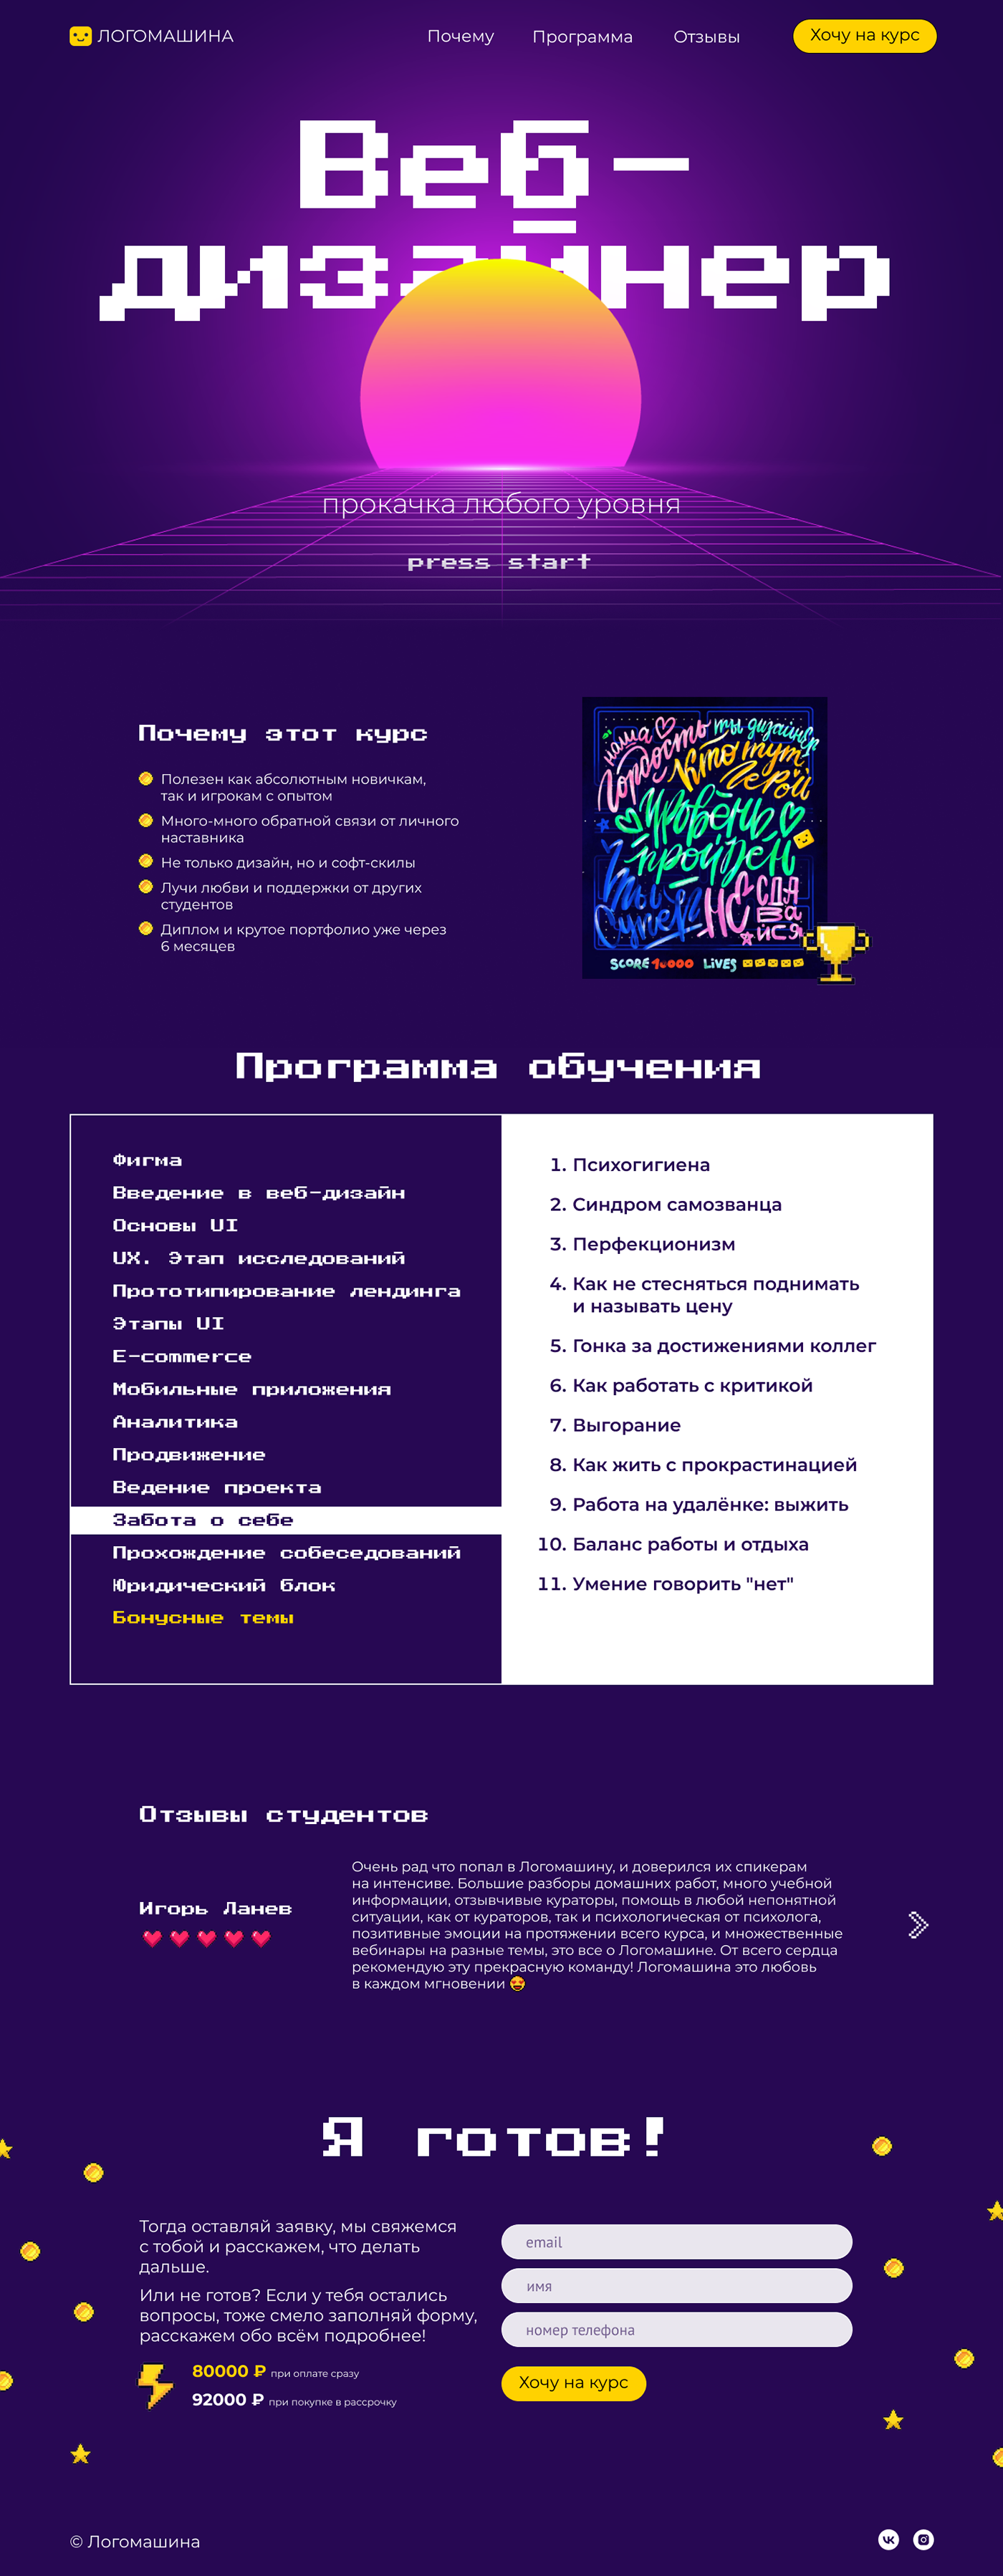 ЛОГОМАШИНА
Почему
Программа
Отзывы
Хочу на курс
Веб-
дизайнер
прокачка любого уровня
press start
Почему этот курс
Полезен как абсолютным новичкам,
так и игрокам с опытом
Много-много обратной связи от личного
наставника
Не только дизайн, но и софт-скилы
Лучи любви и поддержки от других
студентов
Диплом и крутое портфолио уже через
6 месяцев
наша ты дизайнер
Гордость Кто тут
Герой
Уровень
пройден
Ты НЕ СДА
Супер ВА
ЙСЯ
SCORE 10000 LIVES
Программа обучения
Фигма
Введение в веб-дизайн
Основы UI
UX. Этап исследований
Прототипирование лендинга
Этапы UI
E-commerce
Мобильные приложения
Аналитика
Продвижение
Ведение проекта
Забота о себе
Прохождение собеседований
Юридический блок
Бонусные темы
1. Психогигиена
2. Синдром самозванца
3. Перфекционизм
4. Как не стесняться поднимать
и называть цену
5. Гонка за достижениями коллег
6. Как работать с критикой
7. Выгорание
8. Как жить с прокрастинацией
9. Работа на удалёнке: выжить
10. Баланс работы и отдыха
11. Умение говорить "нет"
Отзывы студентов
Игорь Ланев
Очень рад что попал в Логомашину, и доверился их спикерам
на интенсиве. Большие разборы домашних работ, много учебной
информации, отзывчивые кураторы, помощь в любой непонятной
ситуации, как от кураторов, так и психологическая от психолога,
позитивные эмоции на протяжении всего курса, и множественные
вебинары на разные темы, это все о Логомашине. От всего сердца
рекомендую эту прекрасную команду! Логомашина это любовь
в каждом мгновении 🤩
Я готов!
Тогда оставляй заявку, мы свяжемся
с тобой и расскажем, что делать
дальше.
Или не готов? Если у тебя остались
вопросы, тоже смело заполняй форму,
расскажем обо всём подробнее!
80000 ₽ при оплате сразу
92000 ₽ при покупке в рассрочку
email
имя
номер телефона
Хочу на курс
© Логомашина